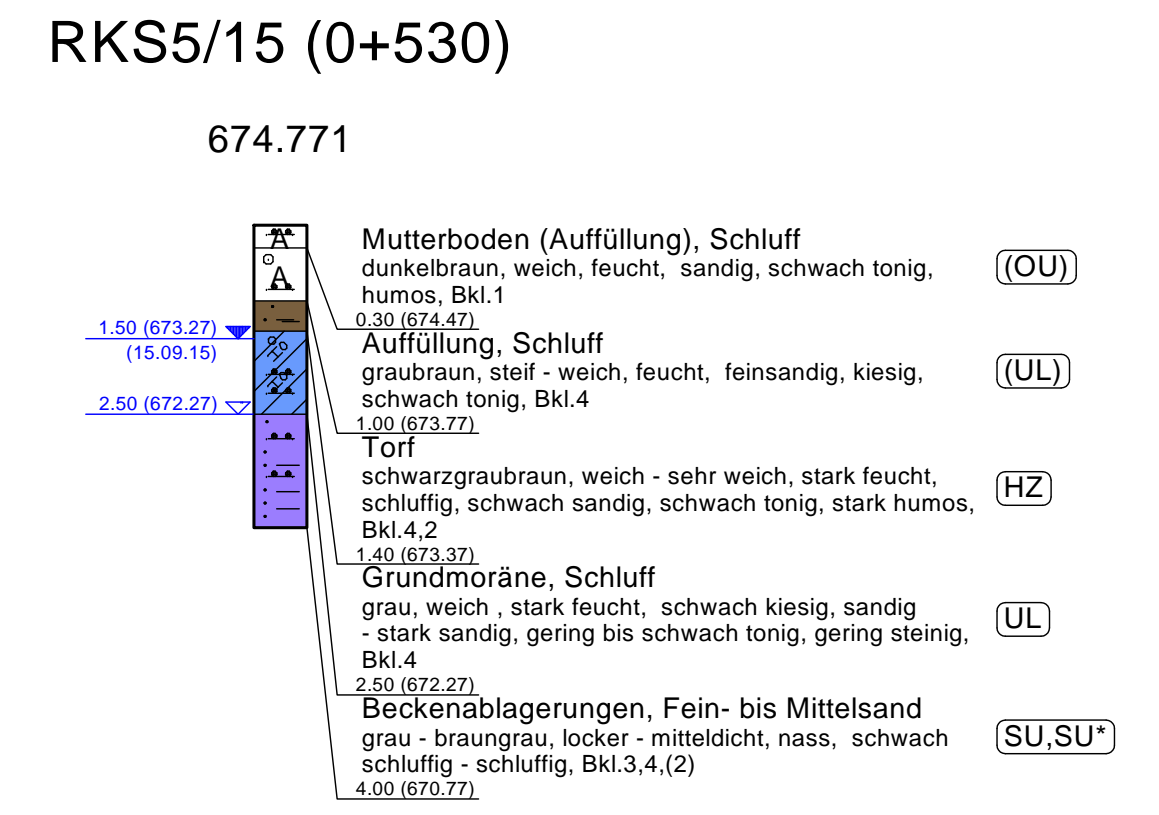 RKS5/15 (0+530)
674.771
A
A
Mutterboden (Auffüllung), Schluff
dunkelbraun, weich, feucht,  sandig, schwach tonig,
humos, Bkl.1
(OU)
0.30 (674.47)
Auffüllung, Schluff
graubraun, steif - weich, feucht,  feinsandig, kiesig,
schwach tonig, Bkl.4
(UL)
1.00 (673.77)
Torf
schwarzgraubraun, weich - sehr weich, stark feucht,
schluffig, schwach sandig, schwach tonig, stark humos,
Bkl.4,2
HZ
1.40 (673.37)
Grundmoräne, Schluff
grau, weich , stark feucht,  schwach kiesig, sandig
- stark sandig, gering bis schwach tonig, gering steinig,
Bkl.4
UL
2.50 (672.27)
Beckenablagerungen, Fein- bis Mittelsand
grau - braungrau, locker - mitteldicht, nass,  schwach
schluffig - schluffig, Bkl.3,4,(2)
SU,SU*
4.00 (670.77)
1.50 (673.27)
(15.09.15)
2.50 (672.27)